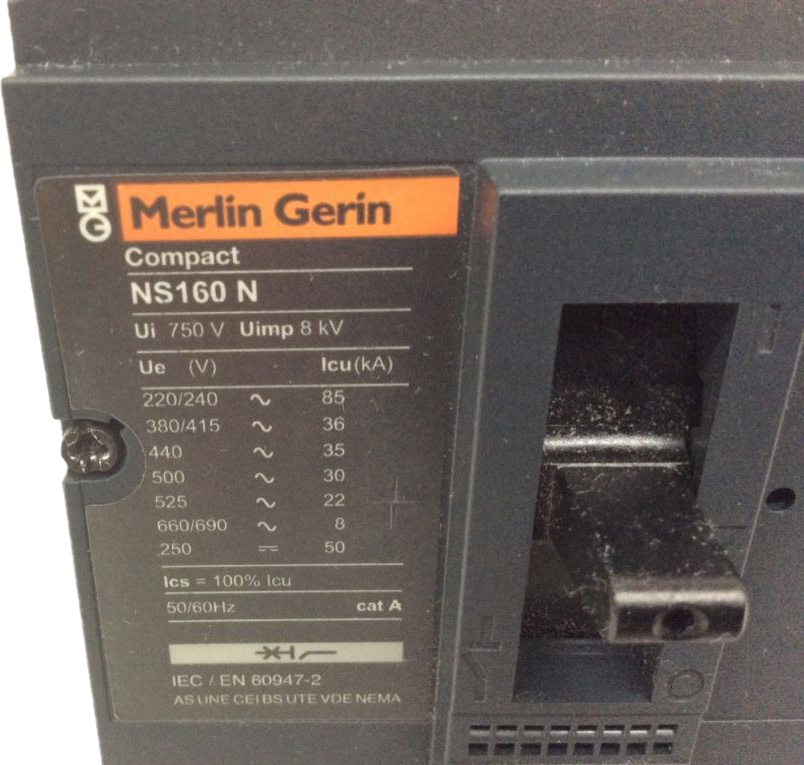 Merlin Gerin
Compact
NS160 N
Ui 750 V Uimp 8 kV
Ue (V) Icu (kA)
220/240 ~ 85
380/415 ~ 36
440 ~ 35
500 ~ 30
525 ~ 22
660/690 ~ 8
250 ⎓ 50
Ics = 100% Icu
50/60Hz cat A
IEC / EN 60947-2
AS UNE CEI BS UTE VDE NEMA